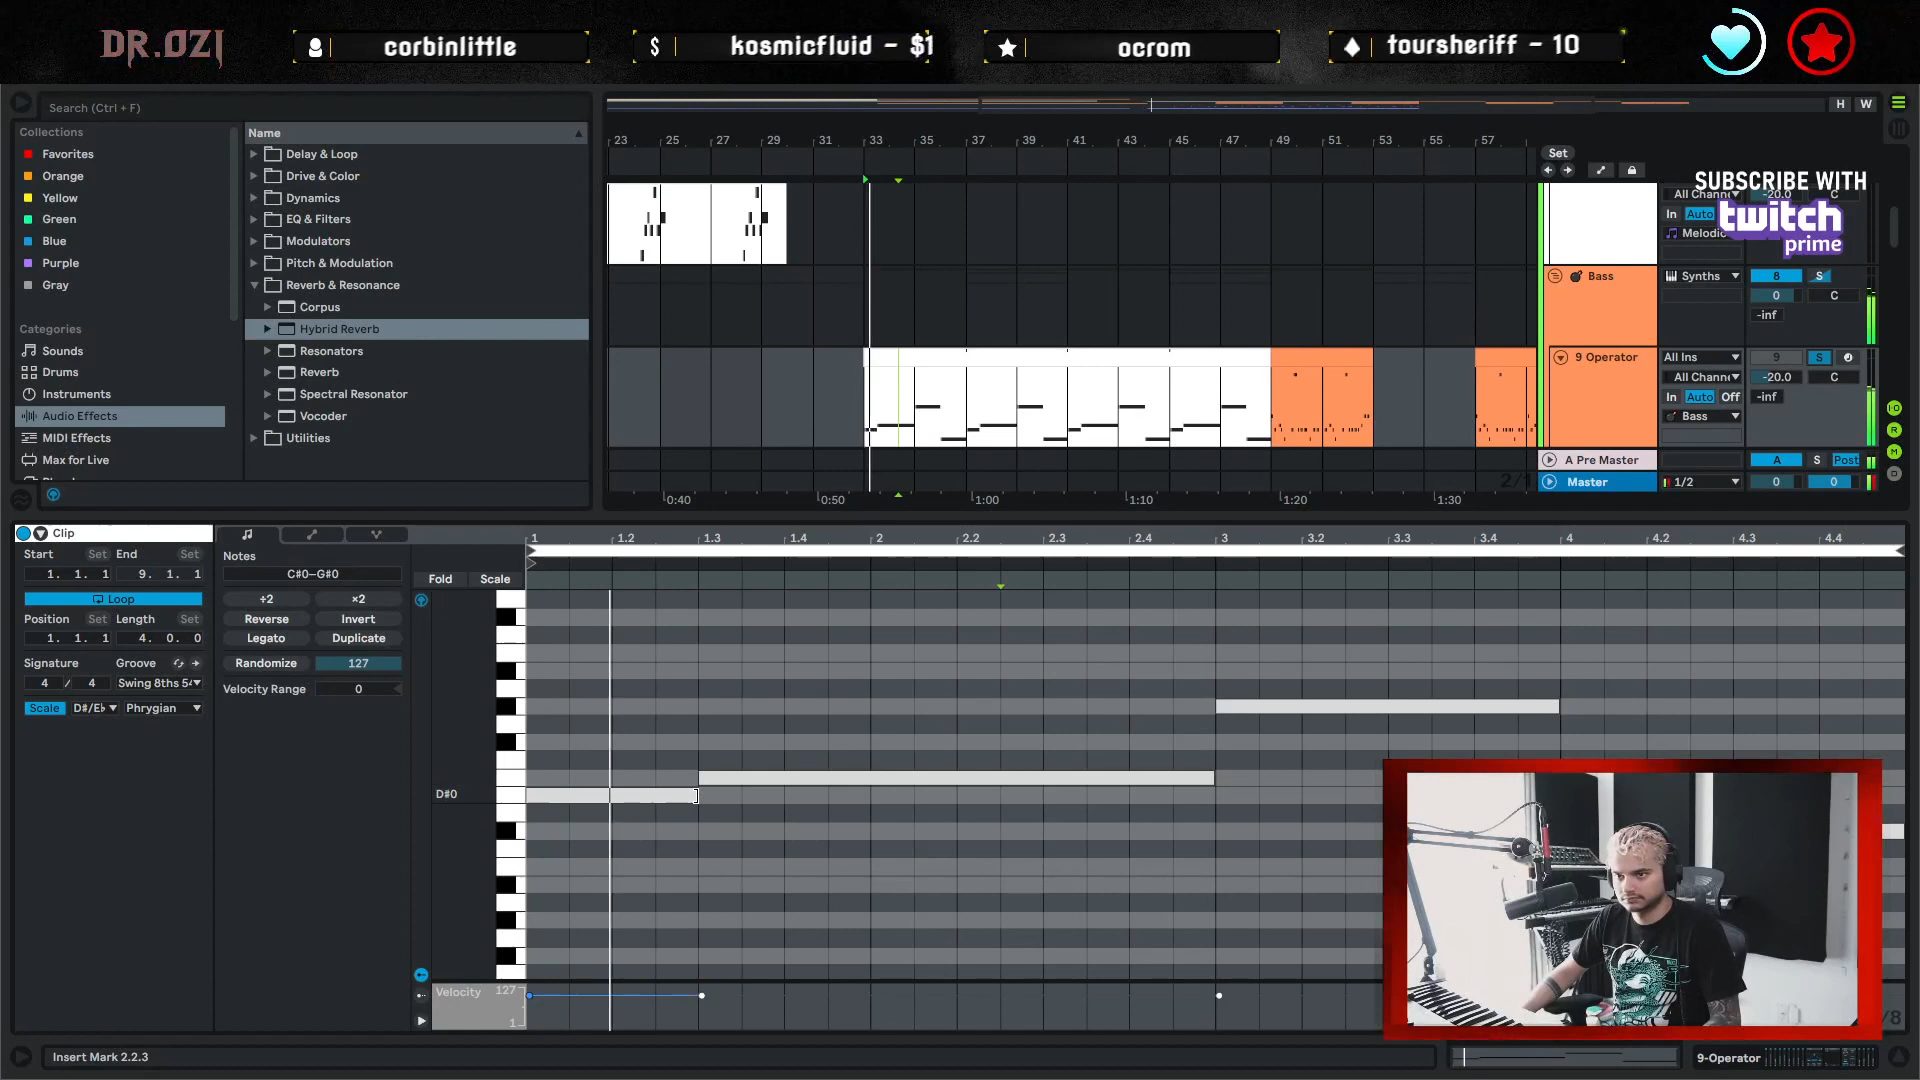 DR.OZI
corbinlittle
$ kosmicfluid - $1
ocrom
toursheriff - 10
Search (Ctrl + F)
H W
Collections
Favorites
Orange
Yellow
Green
Blue
Purple
Gray
Categories
Sounds
Drums
Instruments
Audio Effects
MIDI Effects
Max for Live
Name
Delay & Loop
Drive & Color
Dynamics
EQ & Filters
Modulators
Pitch & Modulation
Reverb & Resonance
Corpus
Hybrid Reverb
Resonators
Reverb
Spectral Resonator
Vocoder
Utilities
23 25 27 29 31 33 35 37 39 41 43 45 47 49 51 53 55 57
Set
SUBSCRIBE WITH
twitch
prime
All Chann -20.0 C
In Auto
Melodic
Bass Synths 8 S
0 C
-inf
9 Operator All Ins 9 S
All Chann -20.0 C
In Auto Off -inf
Bass
A Pre Master A S Post
Master 1/2 0 0
2/1
0:40 0:50 1:00 1:10 1:20 1:30
IO
R
M
D
Clip
Start Set End Set
1. 1. 1 9. 1. 1
Loop
Position Set Length Set
1. 1. 1 4. 0. 0
Signature Groove
4 / 4 Swing 8ths 54
Scale D#/Eb Phrygian
Notes
C#0–G#0
÷2 ×2
Reverse Invert
Legato Duplicate
Randomize 127
Velocity Range 0
Fold Scale
1 1.2 1.3 1.4 2 2.2 2.3 2.4 3 3.2 3.3 3.4 4 4.2 4.3 4.4
D#0
Velocity 127
1
1/8
Insert Mark 2.2.3
9-Operator